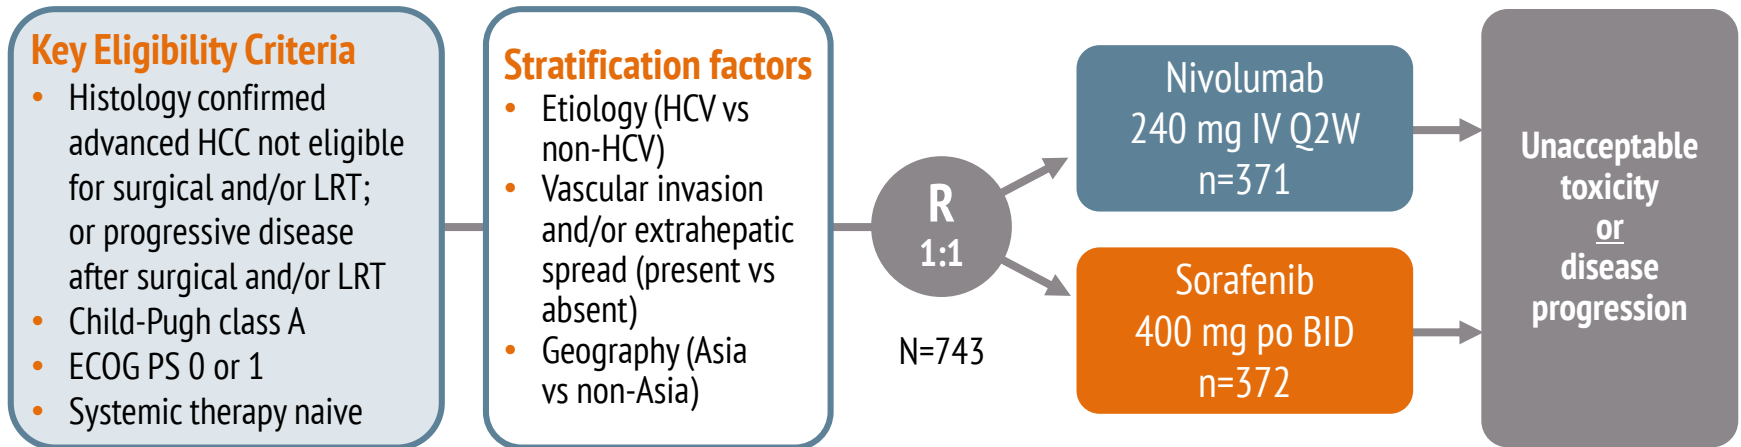 Key Eligibility Criteria
• Histology confirmed
advanced HCC not eligible
for surgical and/or LRT;
or progressive disease
after surgical and/or LRT
• Child-Pugh class A
• ECOG PS 0 or 1
• Systemic therapy naive
Stratification factors
• Etiology (HCV vs
non-HCV)
• Vascular invasion
and/or extrahepatic
spread (present vs
absent)
• Geography (Asia
vs non-Asia)
R
1:1
N=743
Nivolumab
240 mg IV Q2W
n=371
Sorafenib
400 mg po BID
n=372
Unacceptable
toxicity
or
disease
progression